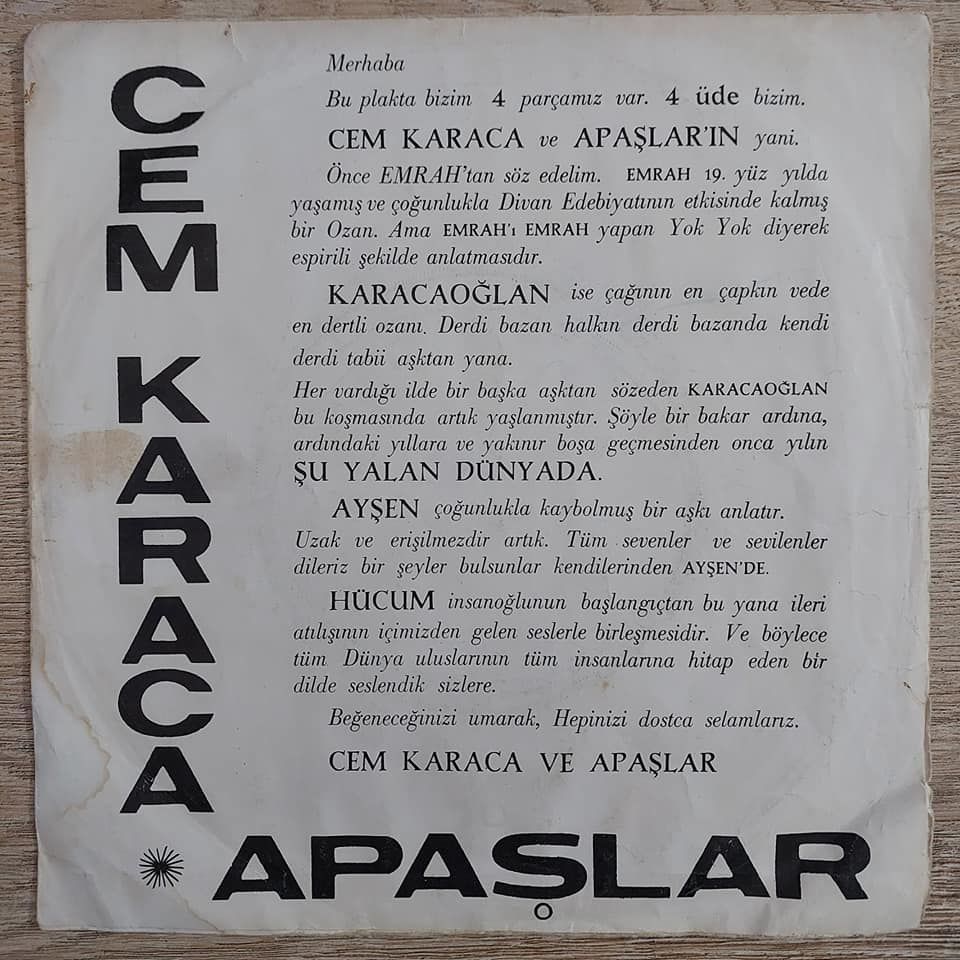 CEM KARACA
APAŞLAR
Merhaba
Bu plakta bizim 4 parçamız var. 4 üde bizim.
CEM KARACA ve APAŞLAR'IN yani.
Önce EMRAH'tan söz edelim. EMRAH 19. yüz yılda
yaşamış ve çoğunlukla Divan Edebiyatının etkisinde kalmış
bir Ozan. Ama EMRAH'ı EMRAH yapan Yok Yok diyerek
espirili şekilde anlatmasıdır.
KARACAOĞLAN ise çağının en çapkın vede
en dertli ozanı. Derdi bazan halkın derdi bazanda kendi
derdi tabii aşktan yana.
Her vardığı ilde bir başka aşktan sözeden KARACAOĞLAN
bu koşmasında artık yaşlanmıştır. Şöyle bir bakar ardına,
ardındaki yıllara ve yakınır boşa geçmesinden onca yılın
ŞU YALAN DÜNYADA.
AYŞEN çoğunlukla kaybolmuş bir aşkı anlatır.
Uzak ve erişilmezdir artık. Tüm sevenler ve sevilenler
dileriz bir şeyler bulsunlar kendilerinden AYŞEN'DE.
HÜCUM insanoğlunun başlangıçtan bu yana ileri
atılışının içimizden gelen seslerle birleşmesidir. Ve böylece
tüm Dünya uluslarının tüm insanlarına hitap eden bir
dilde seslendik sizlere.
Beğeneceğinizi umarak, Hepinizi dostca selamlarız.
CEM KARACA VE APAŞLAR